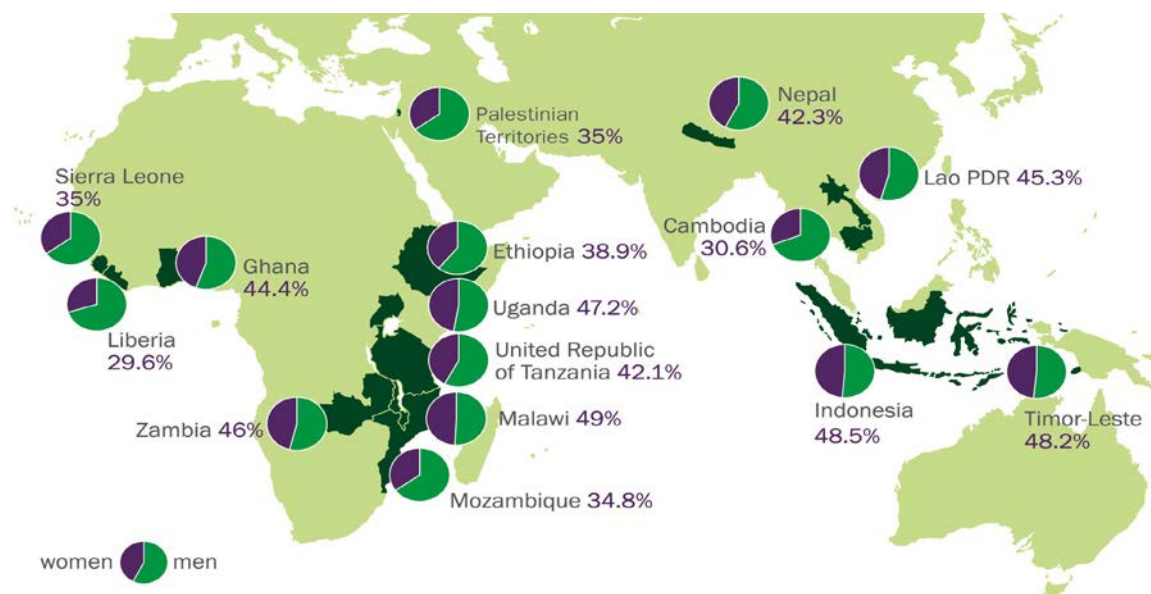 Nepal
42.3%
Palestinian
Territories 35%
Sierra Leone
35%
Lao PDR 45.3%
Cambodia
30.6%
Ethiopia 38.9%
Ghana
44.4%
Uganda 47.2%
Liberia
29.6%
United Republic
of Tanzania 42.1%
Indonesia
48.5%
Timor-Leste
48.2%
Zambia 46%
Malawi 49%
Mozambique 34.8%
women men